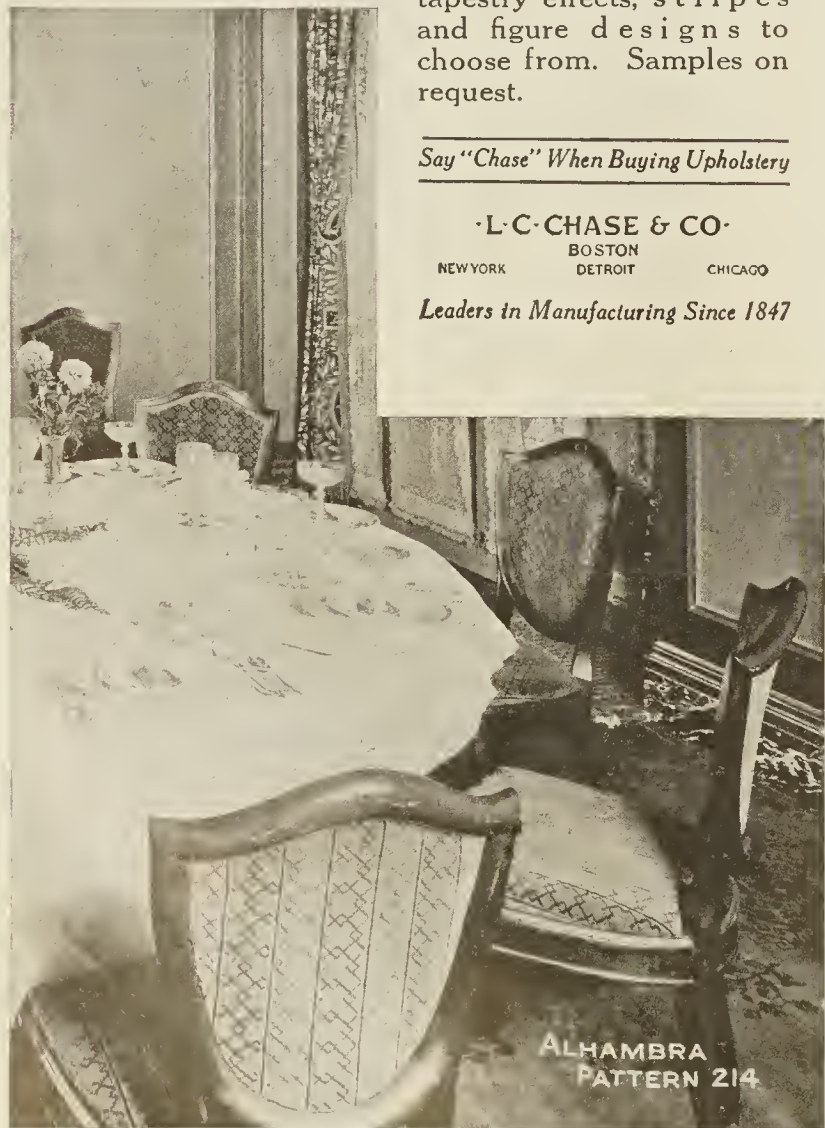 tapestry effects, stripes
and figure designs to
choose from. Samples on
request.
Say "Chase" When Buying Upholstery
·L·C·CHASE & CO·
BOSTON
NEW YORK DETROIT CHICAGO
Leaders in Manufacturing Since 1847
ALHAMBRA
PATTERN 214